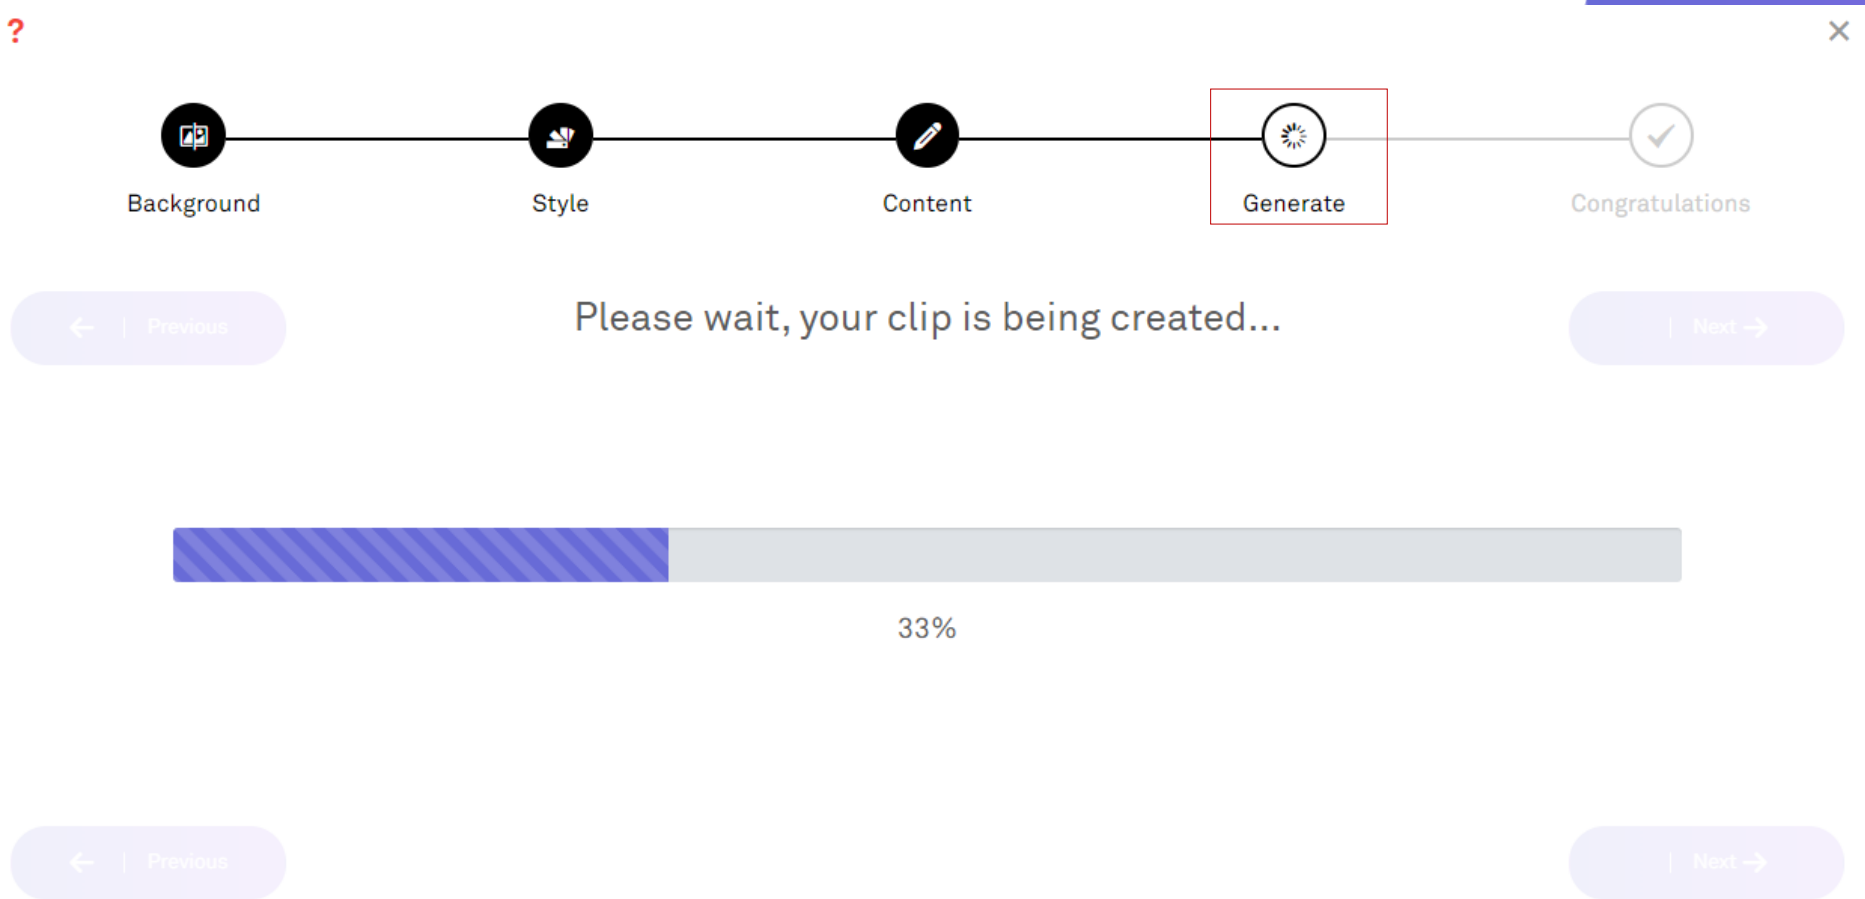 ?
Background
Style
Content
Generate
Congratulations
Previous
Please wait, your clip is being created...
Next
33%
Previous
Next